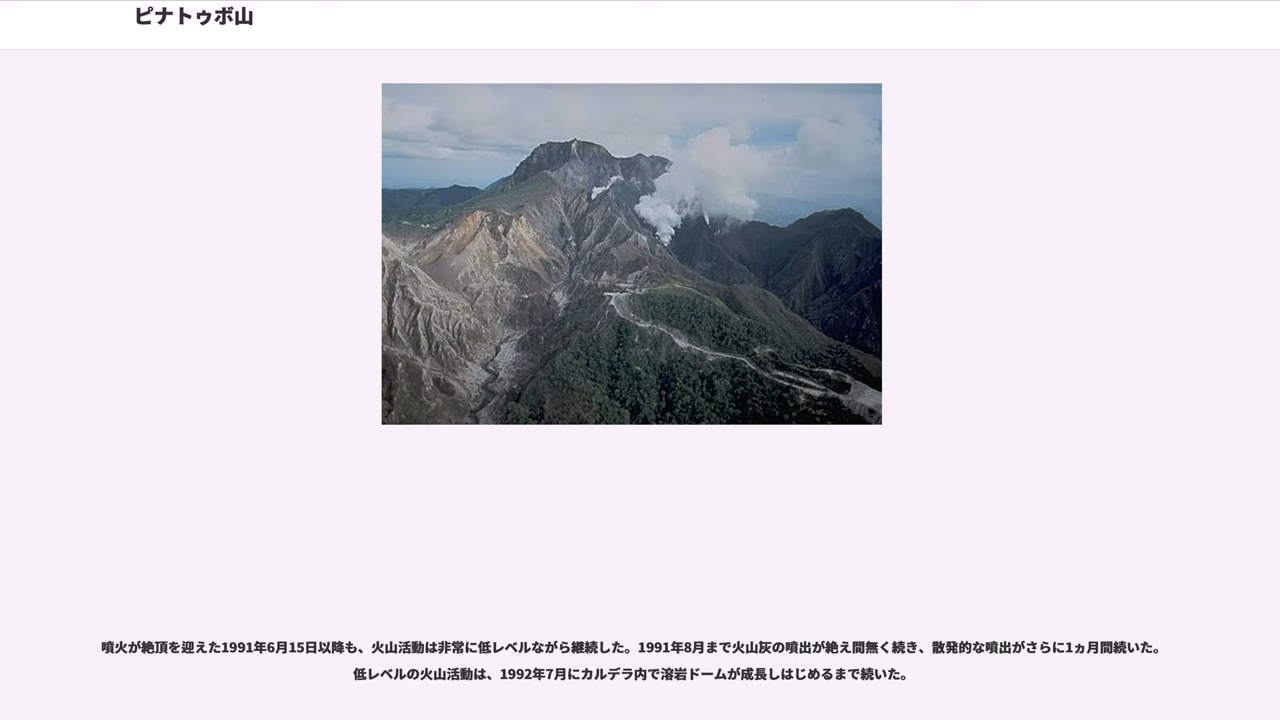 ピナトゥボ山
噴火が絶頂を迎えた1991年6月15日以降も、火山活動は非常に低レベルながら継続した。1991年8月まで火山灰の噴出が絶え間無く続き、散発的な噴出がさらに1ヵ月間続いた。
低レベルの火山活動は、1992年7月にカルデラ内で溶岩ドームが成長しはじめるまで続いた。